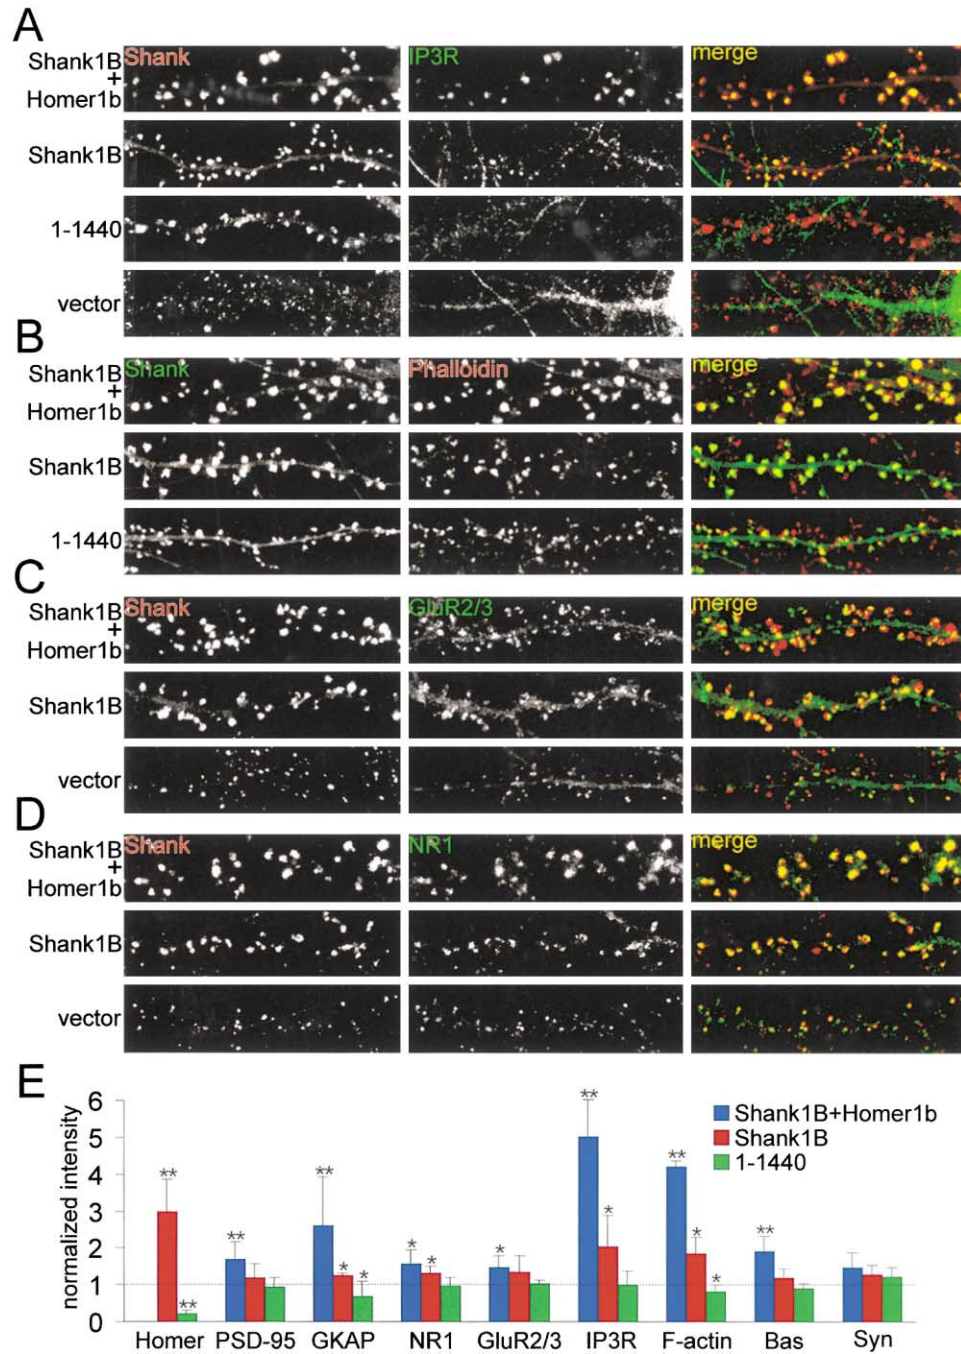 A
Shank1B
+
Homer1b
Shank
IP3R
merge
Shank1B
1-1440
vector
B
Shank1B
+
Homer1b
Shank
Phalloidin
merge
Shank1B
1-1440
C
Shank1B
+
Homer1b
Shank
GluR2/3
merge
Shank1B
vector
D
Shank1B
+
Homer1b
Shank
NR1
merge
Shank1B
vector
E
normalized intensity
6
5
4
3
2
1
0
** ** ** ** * * * * * * ** * ** * * **
Shank1B+Homer1b
Shank1B
1-1440
Homer PSD-95 GKAP NR1 GluR2/3 IP3R F-actin Bas Syn